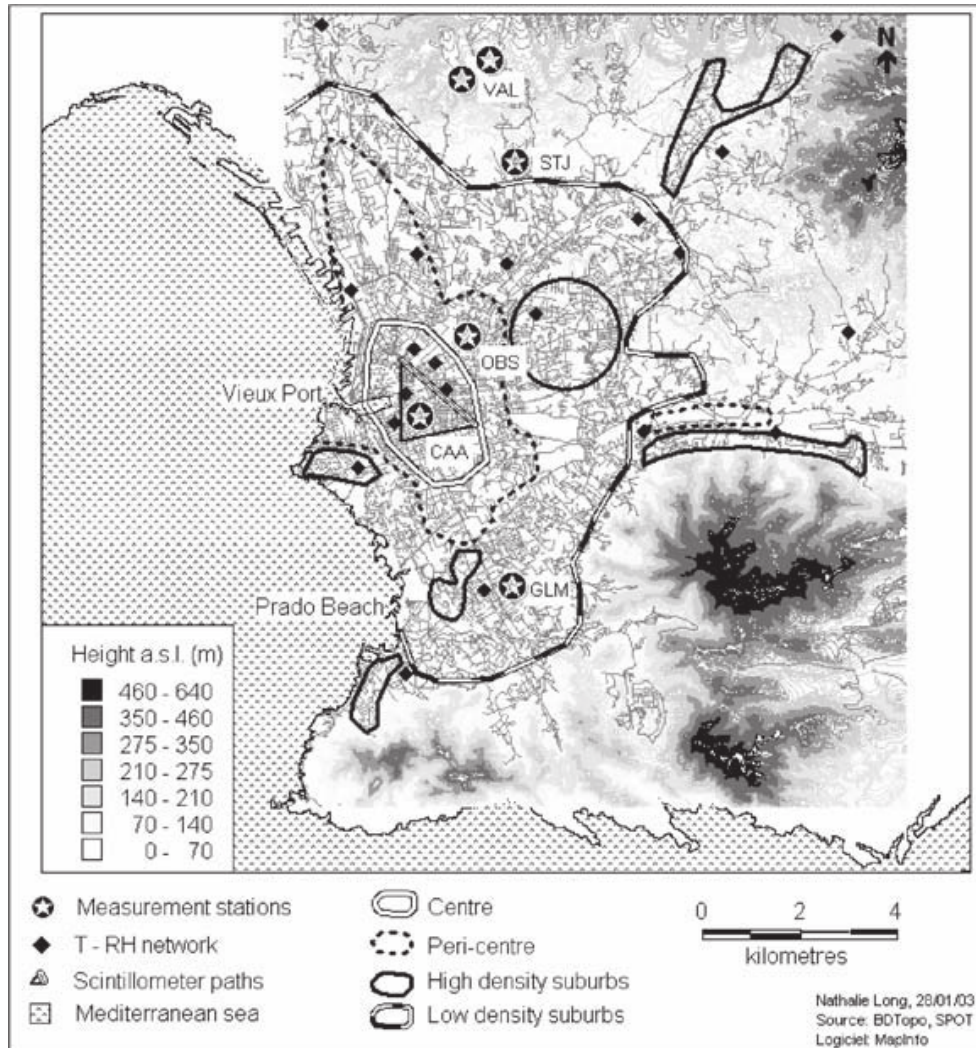 N
VAL
STJ
OBS
Vieux Port
CAA
GLM
Prado Beach
Height a.s.l. (m)
460 - 640
350 - 460
275 - 350
210 - 275
140 - 210
70 - 140
0 - 70
Measurement stations
T - RH network
Scintillometer paths
Mediterranean sea
Centre
Peri-centre
High density suburbs
Low density suburbs
0 2 4
kilometres
Nathalie Long, 28/01/03
Source: BDTopo, SPOT
Logiciel: MapInfo